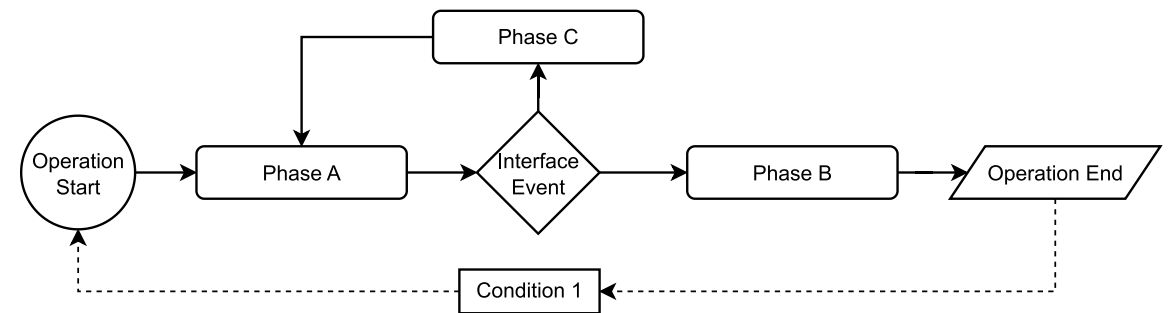 Phase C
Operation
Start
Phase A
Interface
Event
Phase B
Operation End
Condition 1